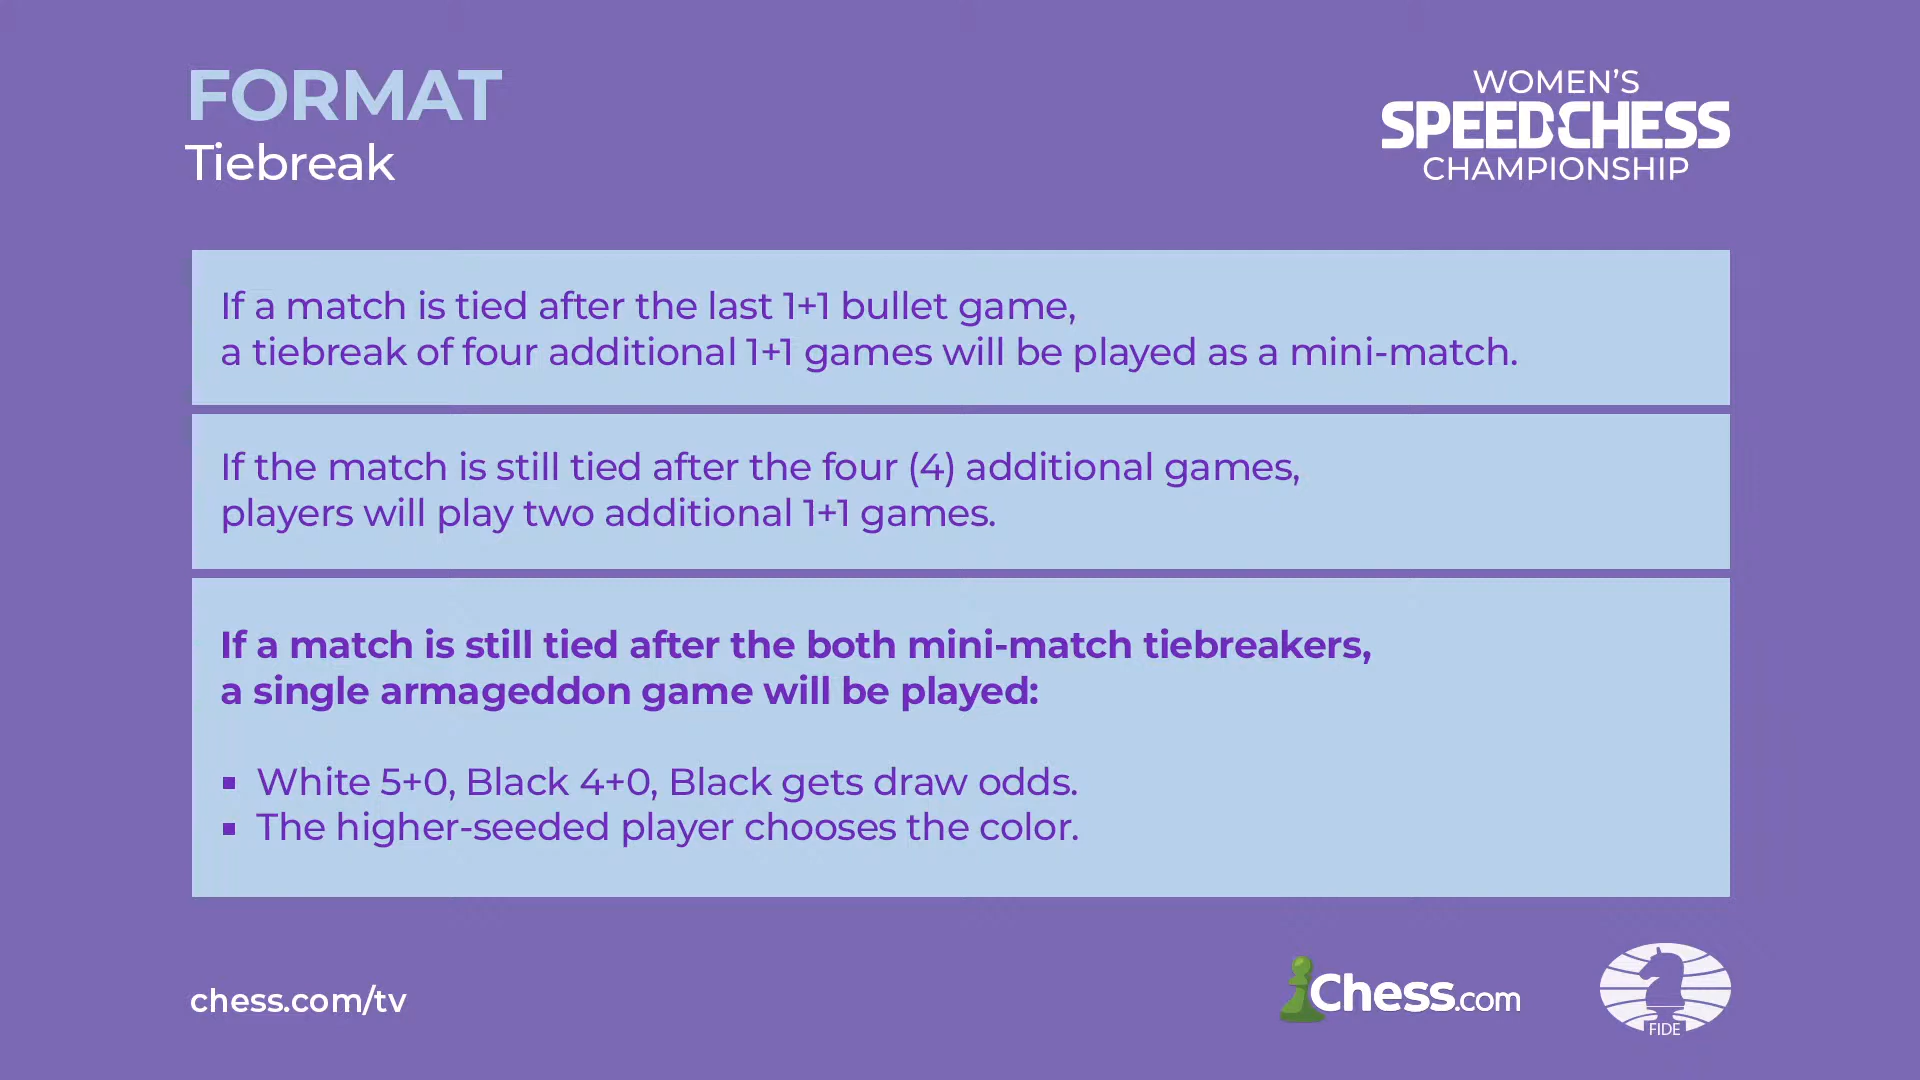 FORMAT
Tiebreak
WOMEN'S
SPEED CHESS
CHAMPIONSHIP
If a match is tied after the last 1+1 bullet game,
a tiebreak of four additional 1+1 games will be played as a mini-match.
If the match is still tied after the four (4) additional games,
players will play two additional 1+1 games.
If a match is still tied after the both mini-match tiebreakers,
a single armageddon game will be played:
▪ White 5+0, Black 4+0, Black gets draw odds.
▪ The higher-seeded player chooses the color.
chess.com/tv
Chess.com
FIDE